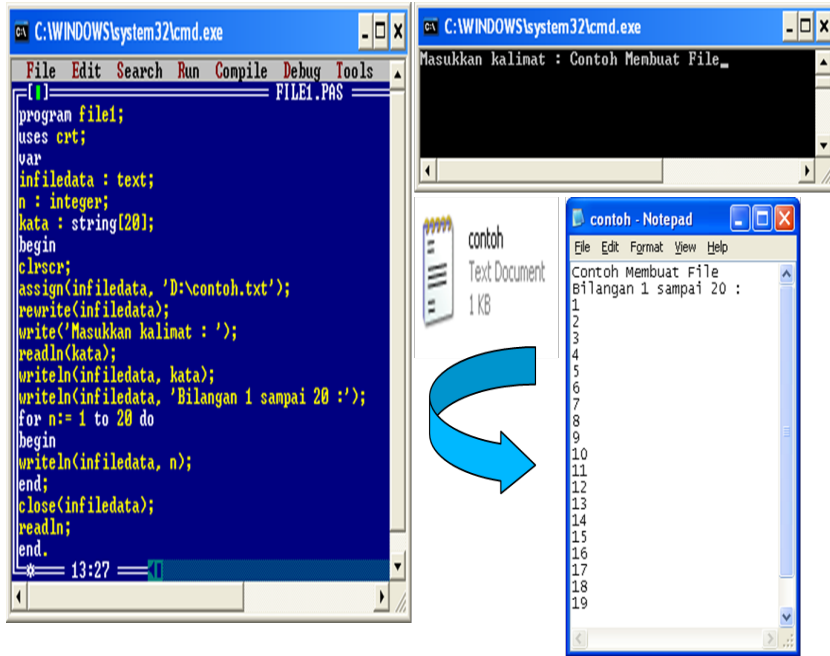 C:\WINDOWS\system32\cmd.exe
File Edit Search Run Compile Debug Tools
FILE1.PAS
program file1;
uses crt;
var
infiledata : text;
n : integer;
kata : string[20];
begin
clrscr;
assign(infiledata, 'D:\contoh.txt');
rewrite(infiledata);
write('Masukkan kalimat : ');
readln(kata);
writeln(infiledata, kata);
writeln(infiledata, 'Bilangan 1 sampai 20 :');
for n:= 1 to 20 do
begin
writeln(infiledata, n);
end;
close(infiledata);
readln;
end.
13:27
C:\WINDOWS\system32\cmd.exe
Masukkan kalimat : Contoh Membuat File_
contoh
Text Document
1 KB
contoh - Notepad
File Edit Format View Help
Contoh Membuat File
Bilangan 1 sampai 20 :
1
2
3
4
5
6
7
8
9
10
11
12
13
14
15
16
17
18
19